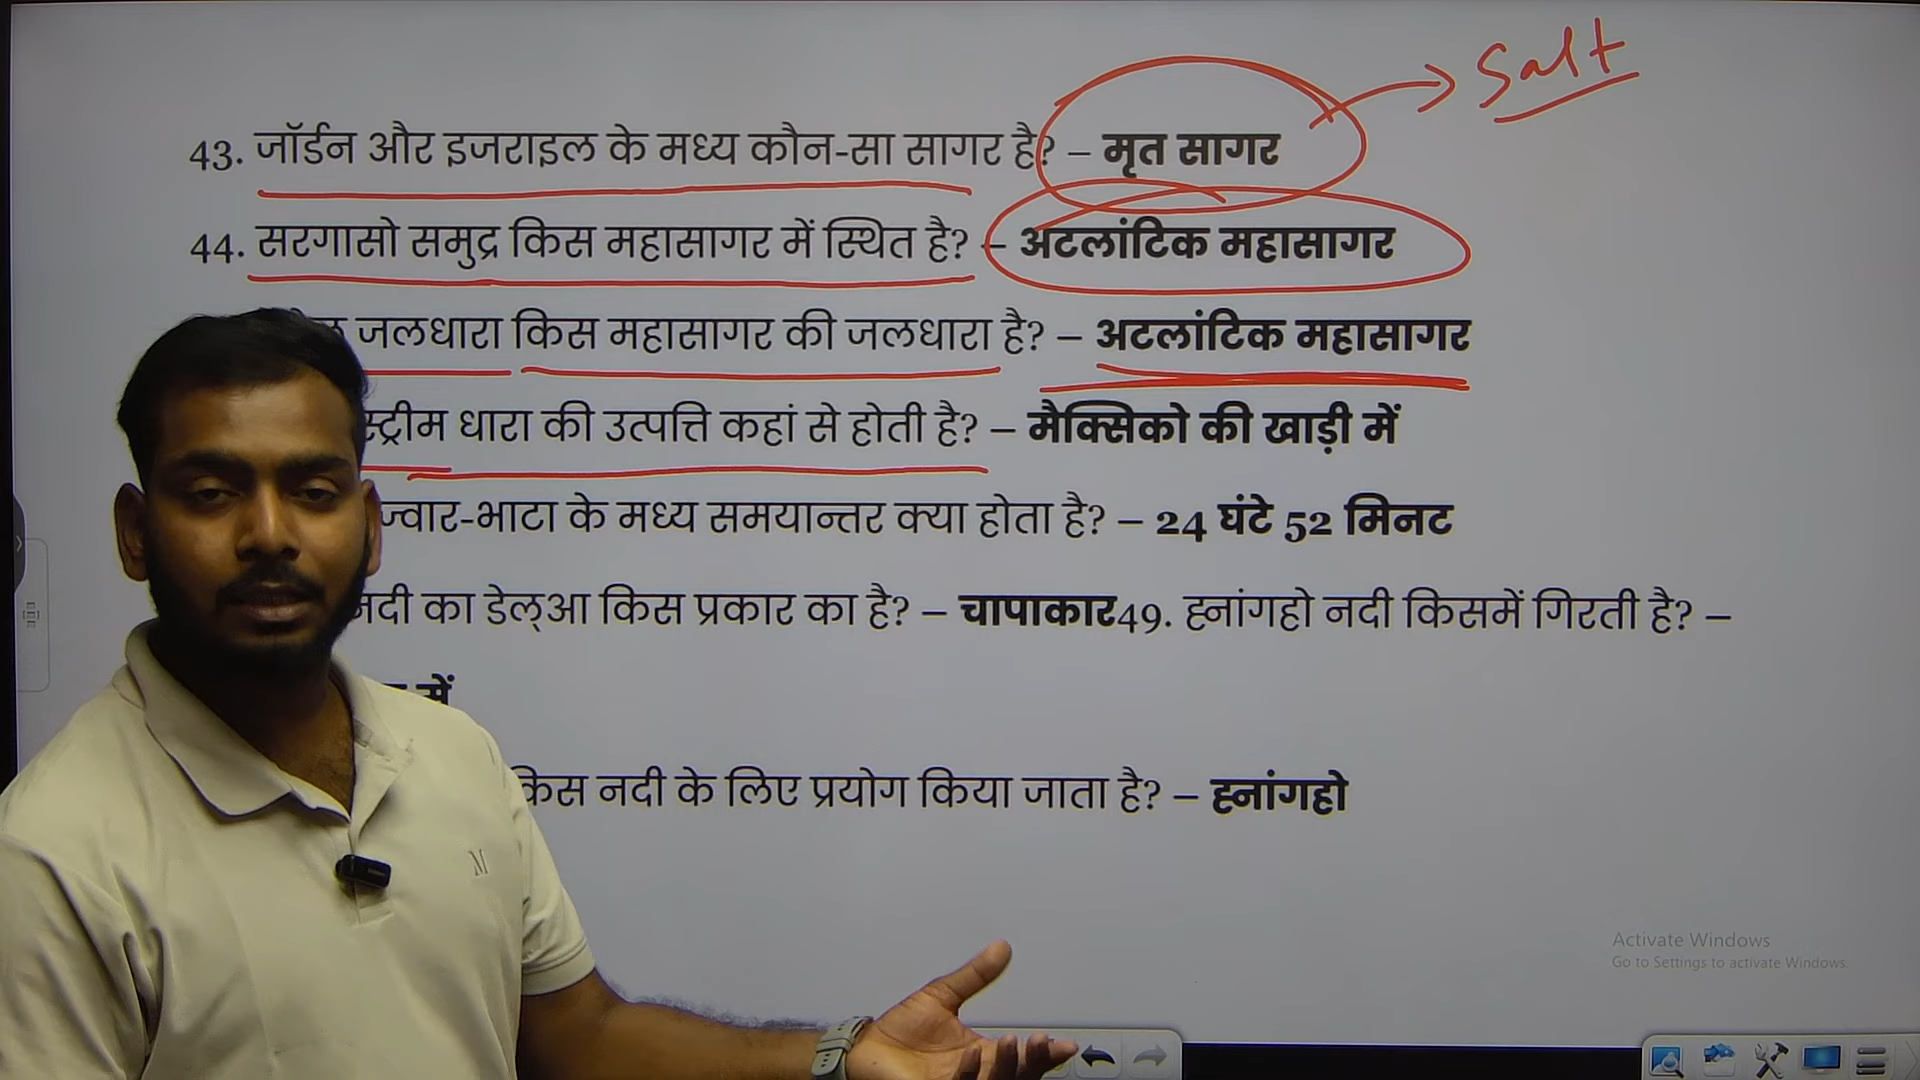 Salt
43. जॉर्डन और इजराइल के मध्य कौन-सा सागर है? – मृत सागर
44. सरगासो समुद्र किस महासागर में स्थित है? – अटलांटिक महासागर
जलधारा किस महासागर की जलधारा है? – अटलांटिक महासागर
स्ट्रीम धारा की उत्पत्ति कहां से होती है? – मैक्सिको की खाड़ी में
ज्वार-भाटा के मध्य समयान्तर क्या होता है? – 24 घंटे 52 मिनट
नदी का डेल्आ किस प्रकार का है? – चापाकार49. ह्नांगहो नदी किसमें गिरती है? –
में
किस नदी के लिए प्रयोग किया जाता है? – ह्नांगहो
M
Activate Windows
Go to Settings to activate Windows.